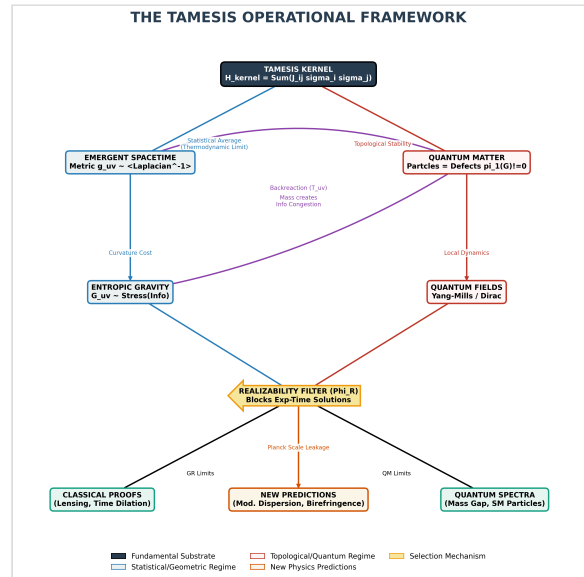 THE TAMESIS OPERATIONAL FRAMEWORK
TAMESIS KERNEL
H_kernel = Sum(J_ij sigma_i sigma_j)
Statistical Average
(Thermodynamic Limit)
Topological Stability
EMERGENT SPACETIME
Metric g_uv ~ <Laplacian^-1>
QUANTUM MATTER
Partcles = Defects pi_1(G)!=0
Backreaction (T_uv)
Mass creates
Info Congestion
Curvature Cost
Local Dynamics
ENTROPIC GRAVITY
G_uv ~ Stress(Info)
QUANTUM FIELDS
Yang-Mills / Dirac
REALIZABILITY FILTER (Phi_R)
Blocks Exp-Time Solutions
Planck Scale Leakage
GR Limits
QM Limits
CLASSICAL PROOFS
(Lensing, Time Dilation)
NEW PREDICTIONS
(Mod. Dispersion, Birefringence)
QUANTUM SPECTRA
(Mass Gap, SM Particles)
Fundamental Substrate
Statistical/Geometric Regime
Topological/Quantum Regime
New Physics Predictions
Selection Mechanism